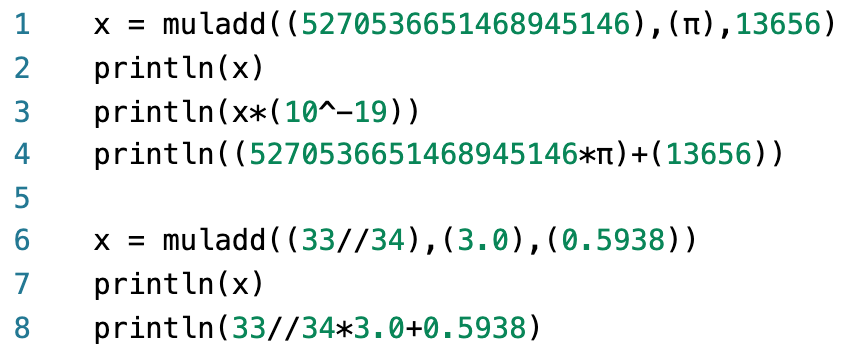 1 x = muladd((5270536651468945146),(π),13656)
2 println(x)
3 println(x*(10^-19))
4 println((5270536651468945146*π)+(13656))
5
6 x = muladd((33//34),(3.0),(0.5938))
7 println(x)
8 println(33//34*3.0+0.5938)